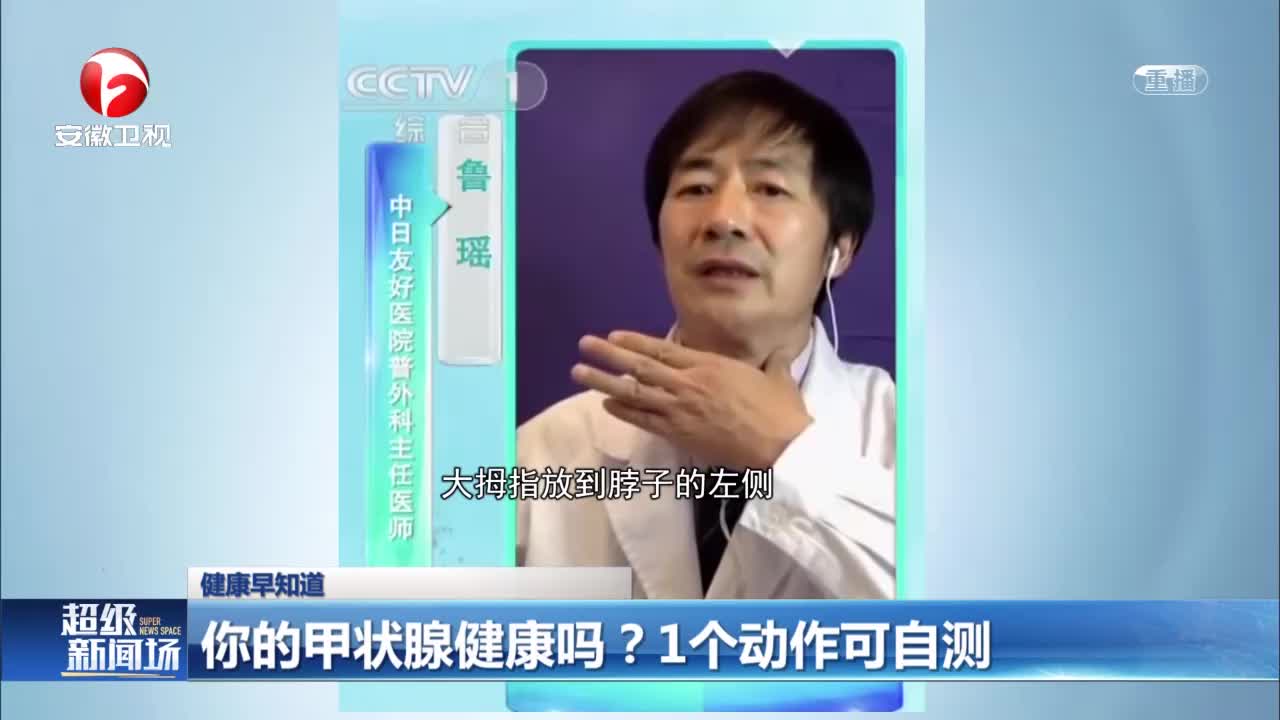 安徽卫视
CCTV 1
综合
重播
鲁瑶
中日友好医院普外科主任医师
大拇指放到脖子的左侧
健康早知道
超级新闻场
SUPER
NEWS SPACE
你的甲状腺健康吗？1个动作可自测